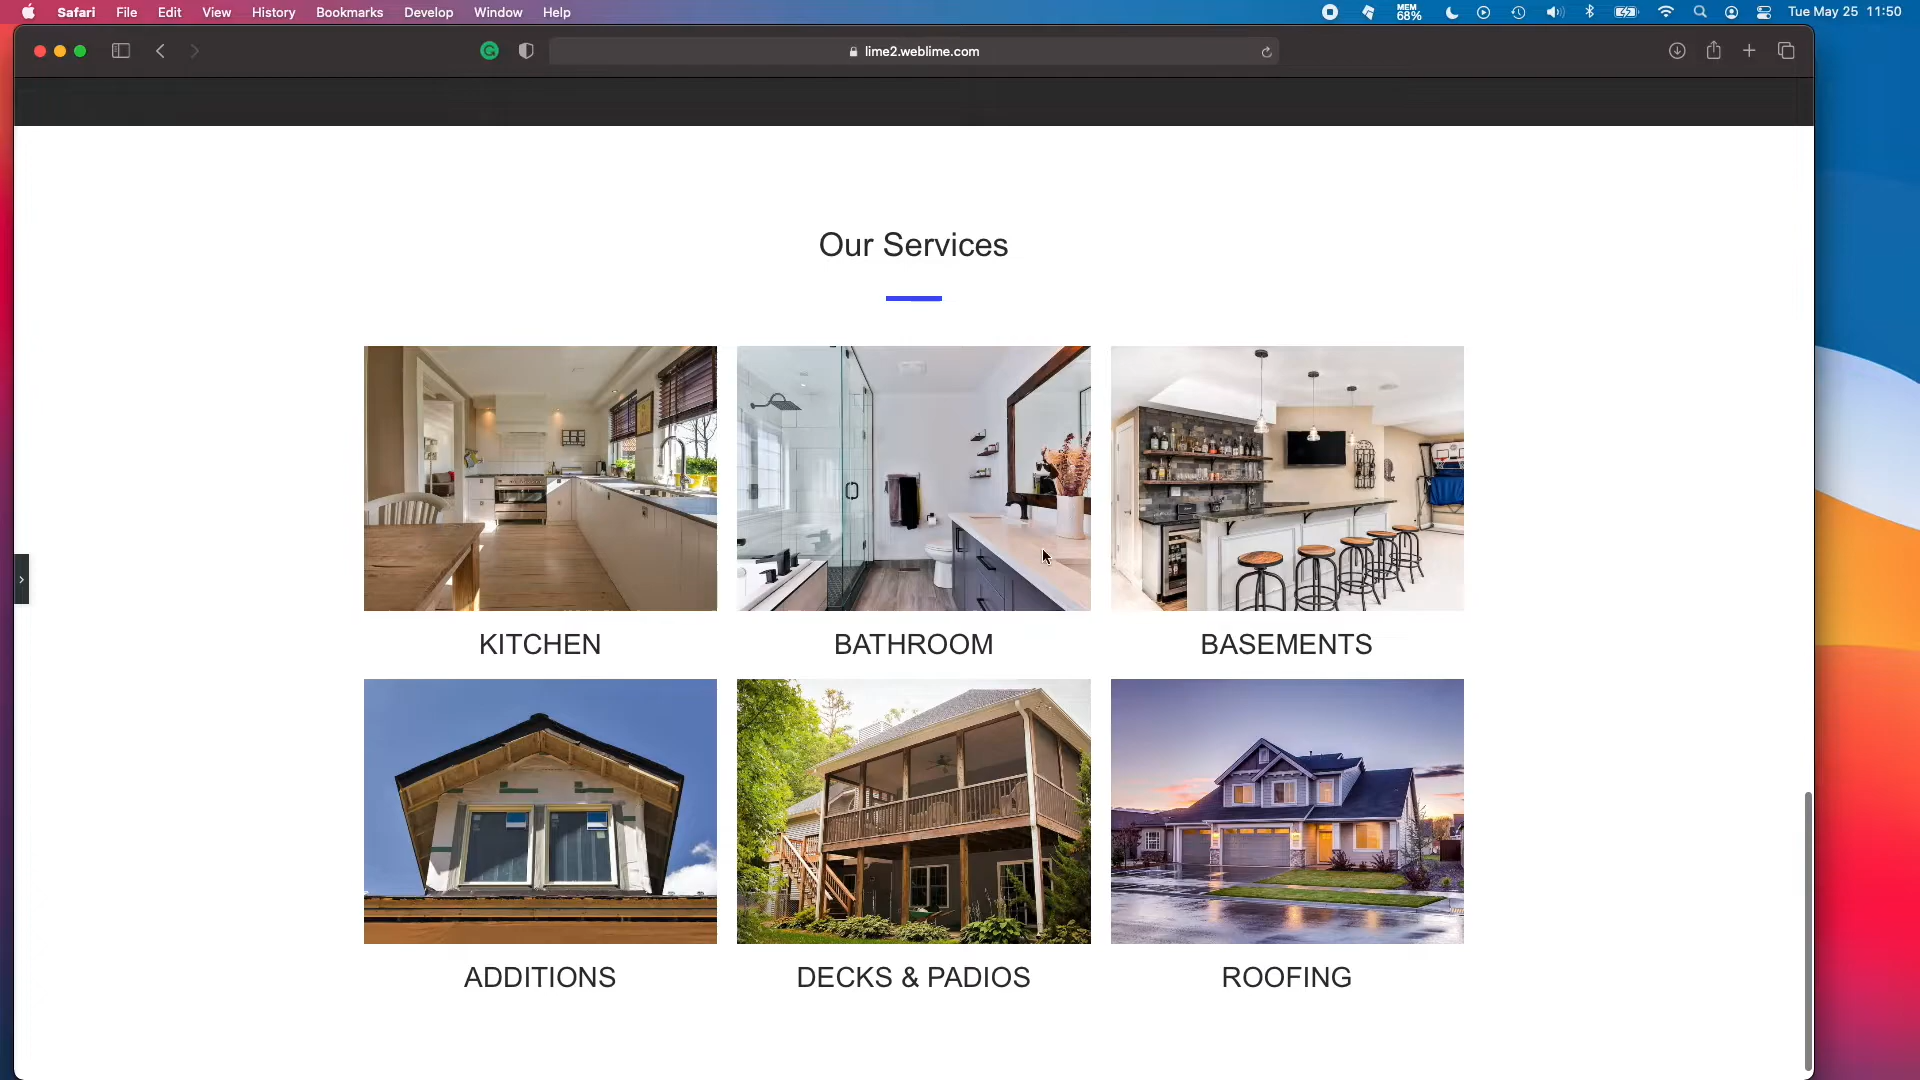 Safari File Edit View History Bookmarks Develop Window Help MEM 68% Tue May 25 11:50
lime2.weblime.com
Our Services
KITCHEN BATHROOM BASEMENTS
ADDITIONS DECKS & PADIOS ROOFING